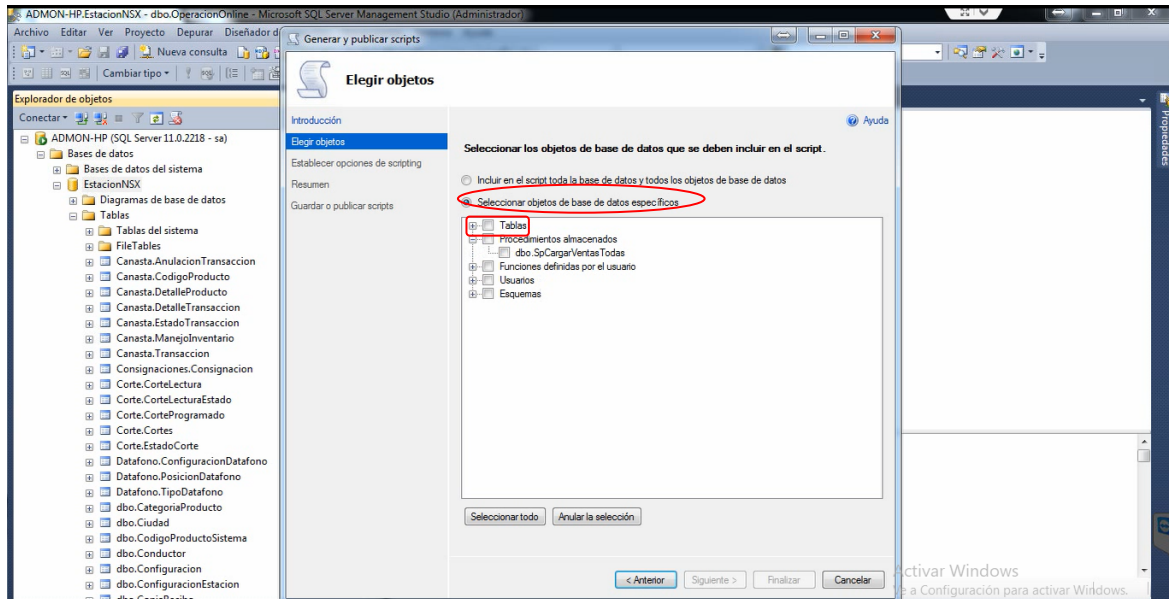 ADMON-HP.EstacionNSX - dbo.OperacionOnline - Microsoft SQL Server Management Studio (Administrador)
Archivo Editar Ver Proyecto Depurar Diseñador d
Nueva consulta
Cambiar tipo
Explorador de objetos
Conectar
ADMON-HP (SQL Server 11.0.2218 - sa)
Bases de datos
Bases de datos del sistema
EstacionNSX
Diagramas de base de datos
Tablas
Tablas del sistema
FileTables
Canasta.AnulacionTransaccion
Canasta.CodigoProducto
Canasta.DetalleProducto
Canasta.DetalleTransaccion
Canasta.EstadoTransaccion
Canasta.ManejoInventario
Canasta.Transaccion
Consignaciones.Consignacion
Corte.CorteLectura
Corte.CorteLecturaEstado
Corte.CorteProgramado
Corte.Cortes
Corte.EstadoCorte
Datafono.ConfiguracionDatafono
Datafono.PosicionDatafono
Datafono.TipoDatafono
dbo.CategoriaProducto
dbo.Ciudad
dbo.CodigoProductoSistema
dbo.Conductor
dbo.Configuracion
dbo.ConfiguracionEstacion
Generar y publicar scripts
Elegir objetos
Introducción
Elegir objetos
Establecer opciones de scripting
Resumen
Guardar o publicar scripts
Ayuda
Seleccionar los objetos de base de datos que se deben incluir en el script.
Incluir en el script toda la base de datos y todos los objetos de base de datos
Seleccionar objetos de base de datos específicos
Tablas
Procedimientos almacenados
dbo.SpCargarVentasTodas
Funciones definidas por el usuario
Usuarios
Esquemas
Seleccionar todo
Anular la selección
< Anterior
Siguiente >
Finalizar
Cancelar
Propiedades
Activar Windows
Ve a Configuración para activar Windows.